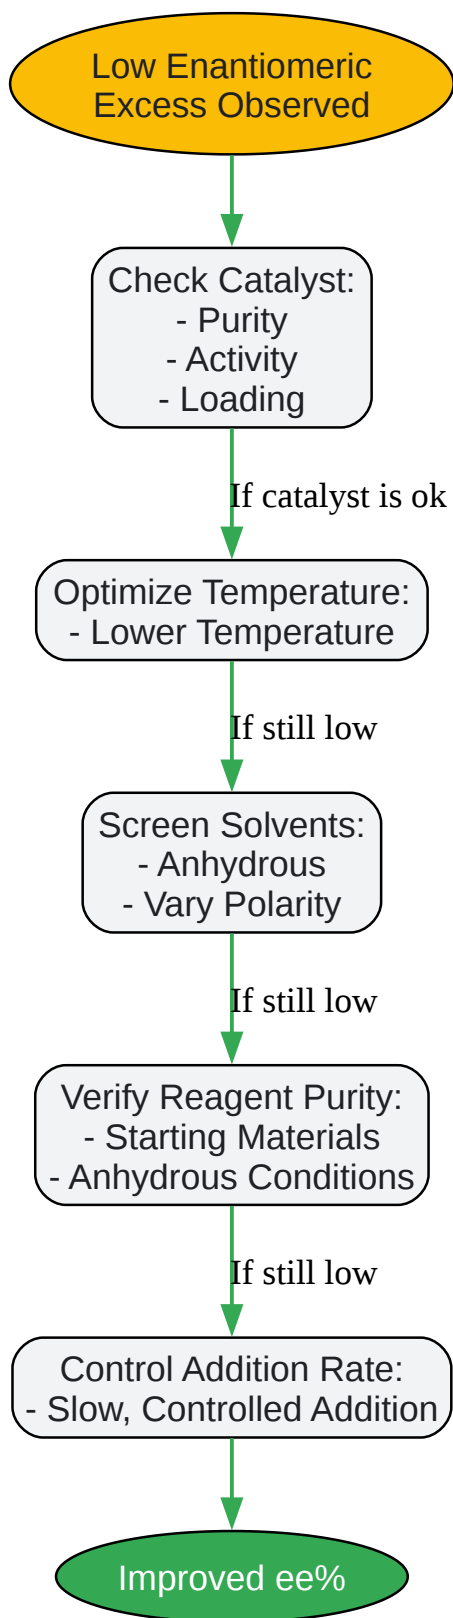 Low Enantiomeric
Excess Observed
Check Catalyst:
- Purity
- Activity
- Loading
If catalyst is ok
Optimize Temperature:
- Lower Temperature
If still low
Screen Solvents:
- Anhydrous
- Vary Polarity
If still low
Verify Reagent Purity:
- Starting Materials
- Anhydrous Conditions
If still low
Control Addition Rate:
- Slow, Controlled Addition
Improved ee%